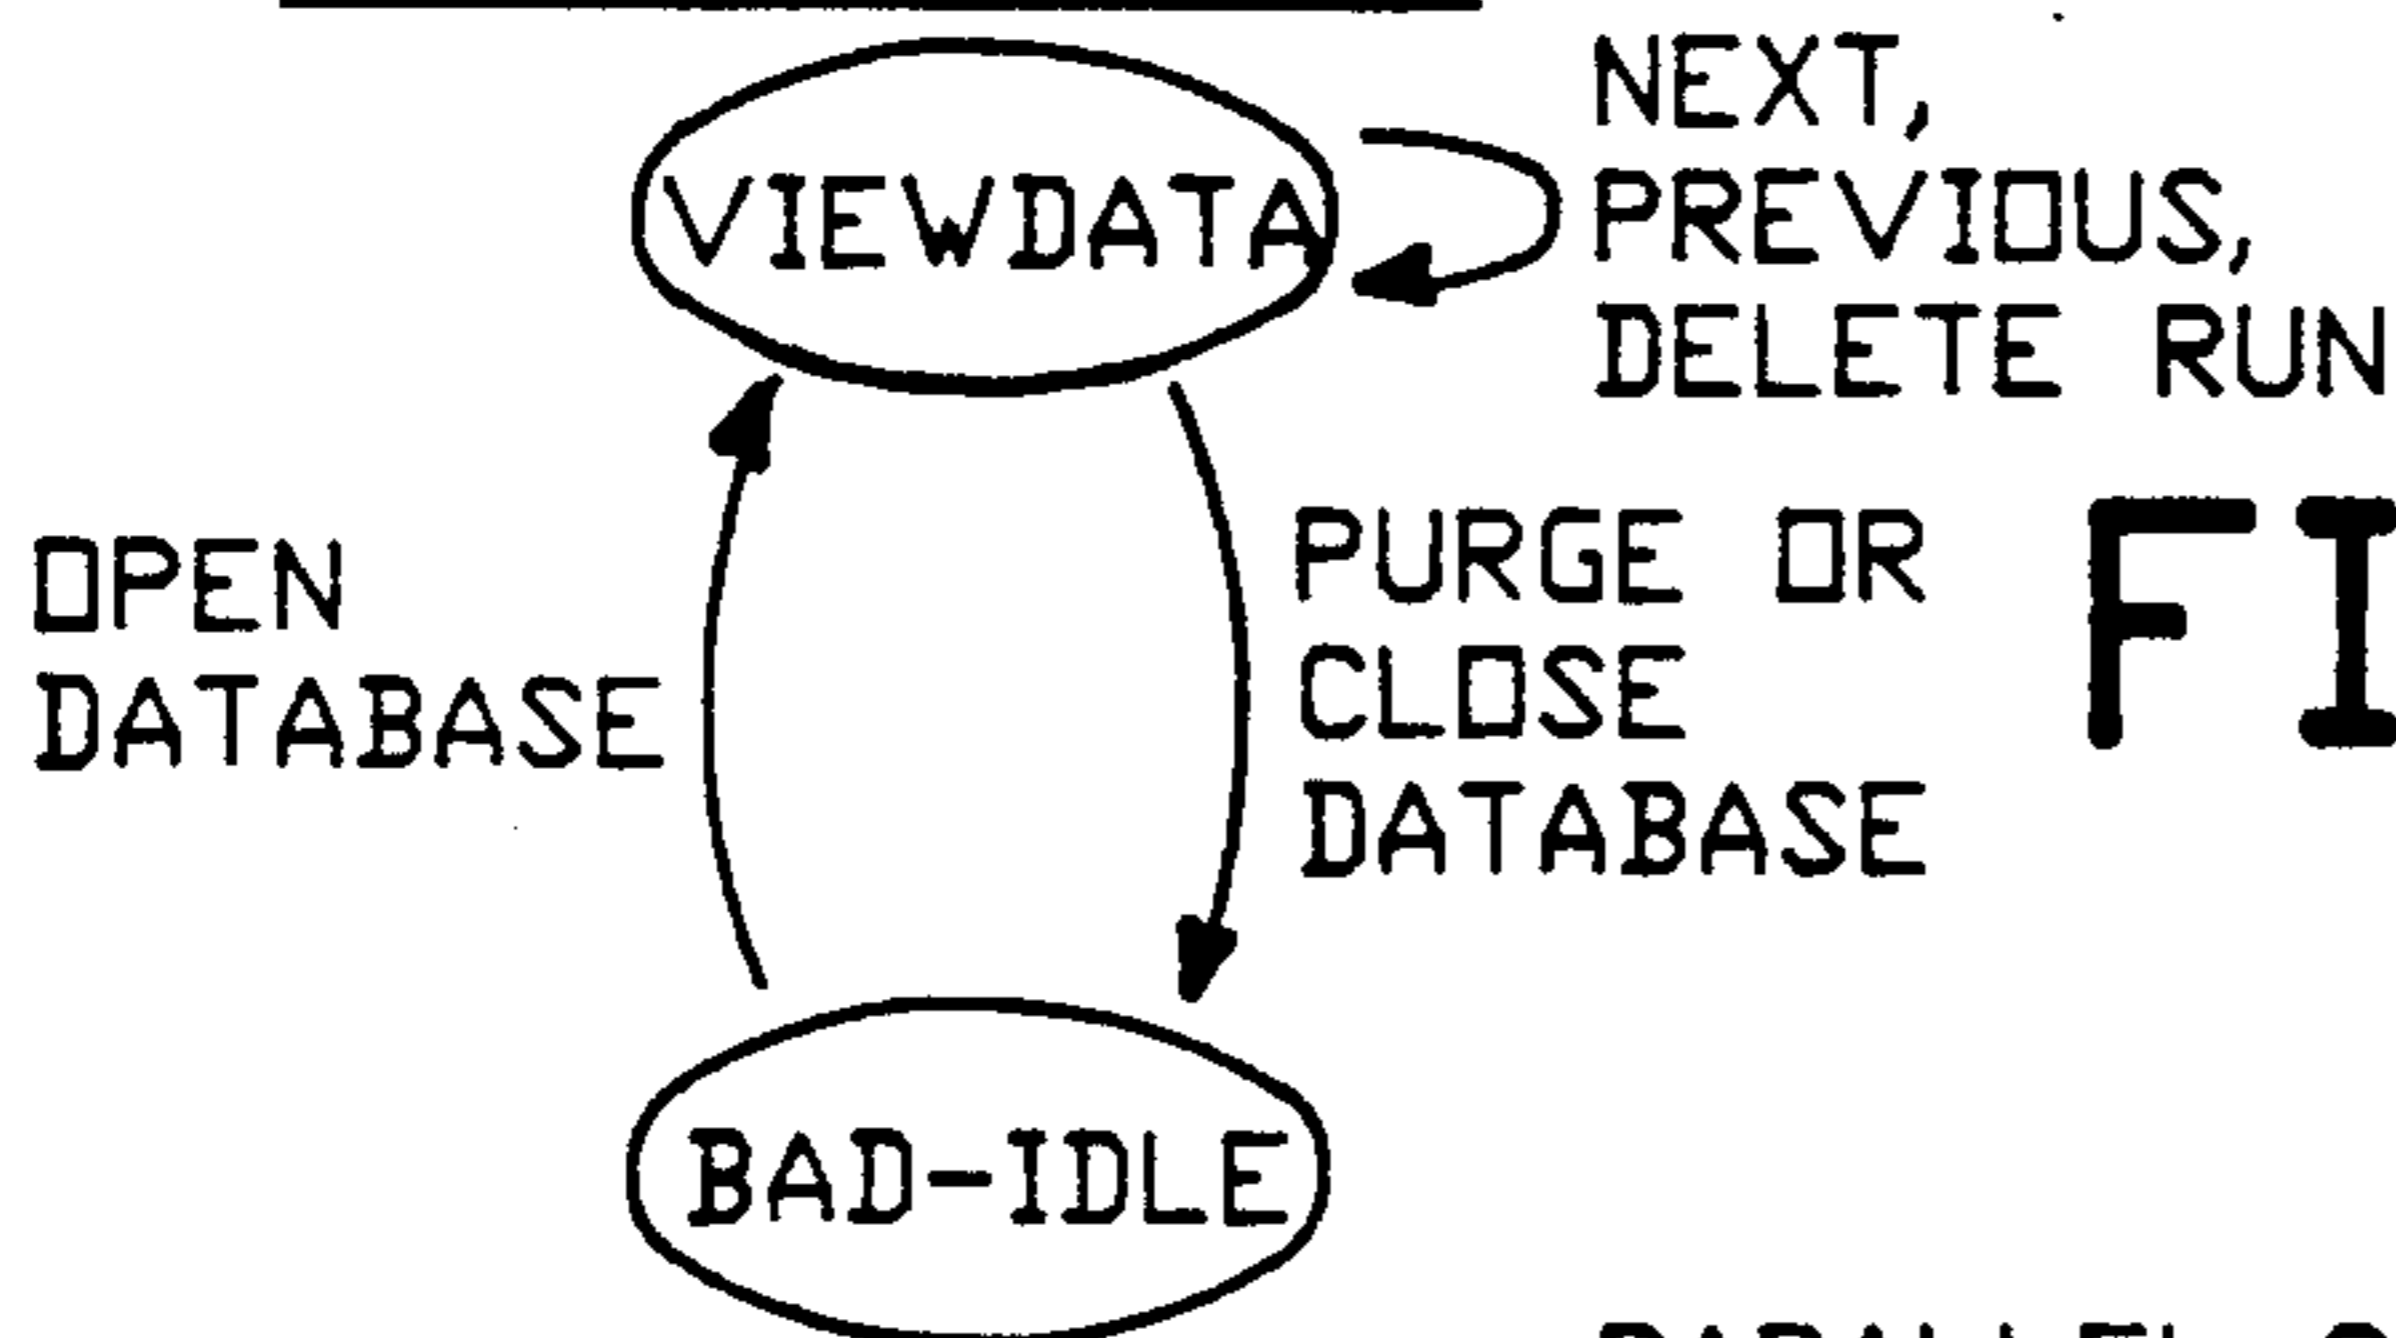 VIEWDATA
NEXT,
PREVIOUS,
DELETE RUN
OPEN
DATABASE
PURGE OR
CLOSE
DATABASE
FI
BAD-IDLE